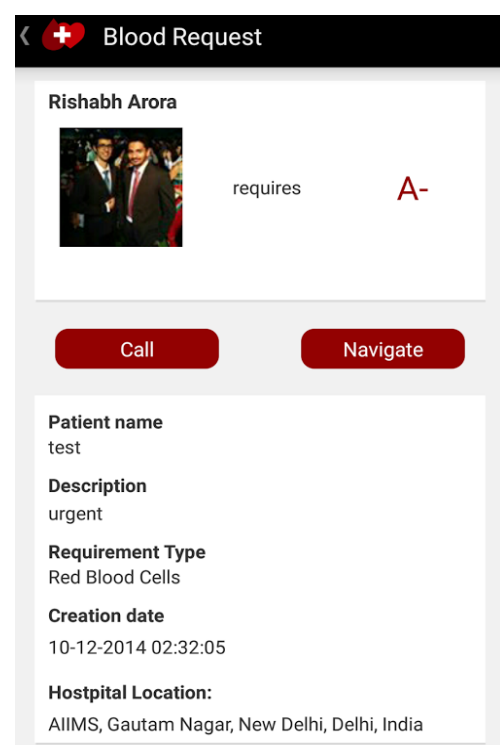 Blood Request
Rishabh Arora
requires
A-
Call
Navigate
Patient name
test
Description
urgent
Requirement Type
Red Blood Cells
Creation date
10-12-2014 02:32:05
Hostpital Location:
AIIMS, Gautam Nagar, New Delhi, Delhi, India